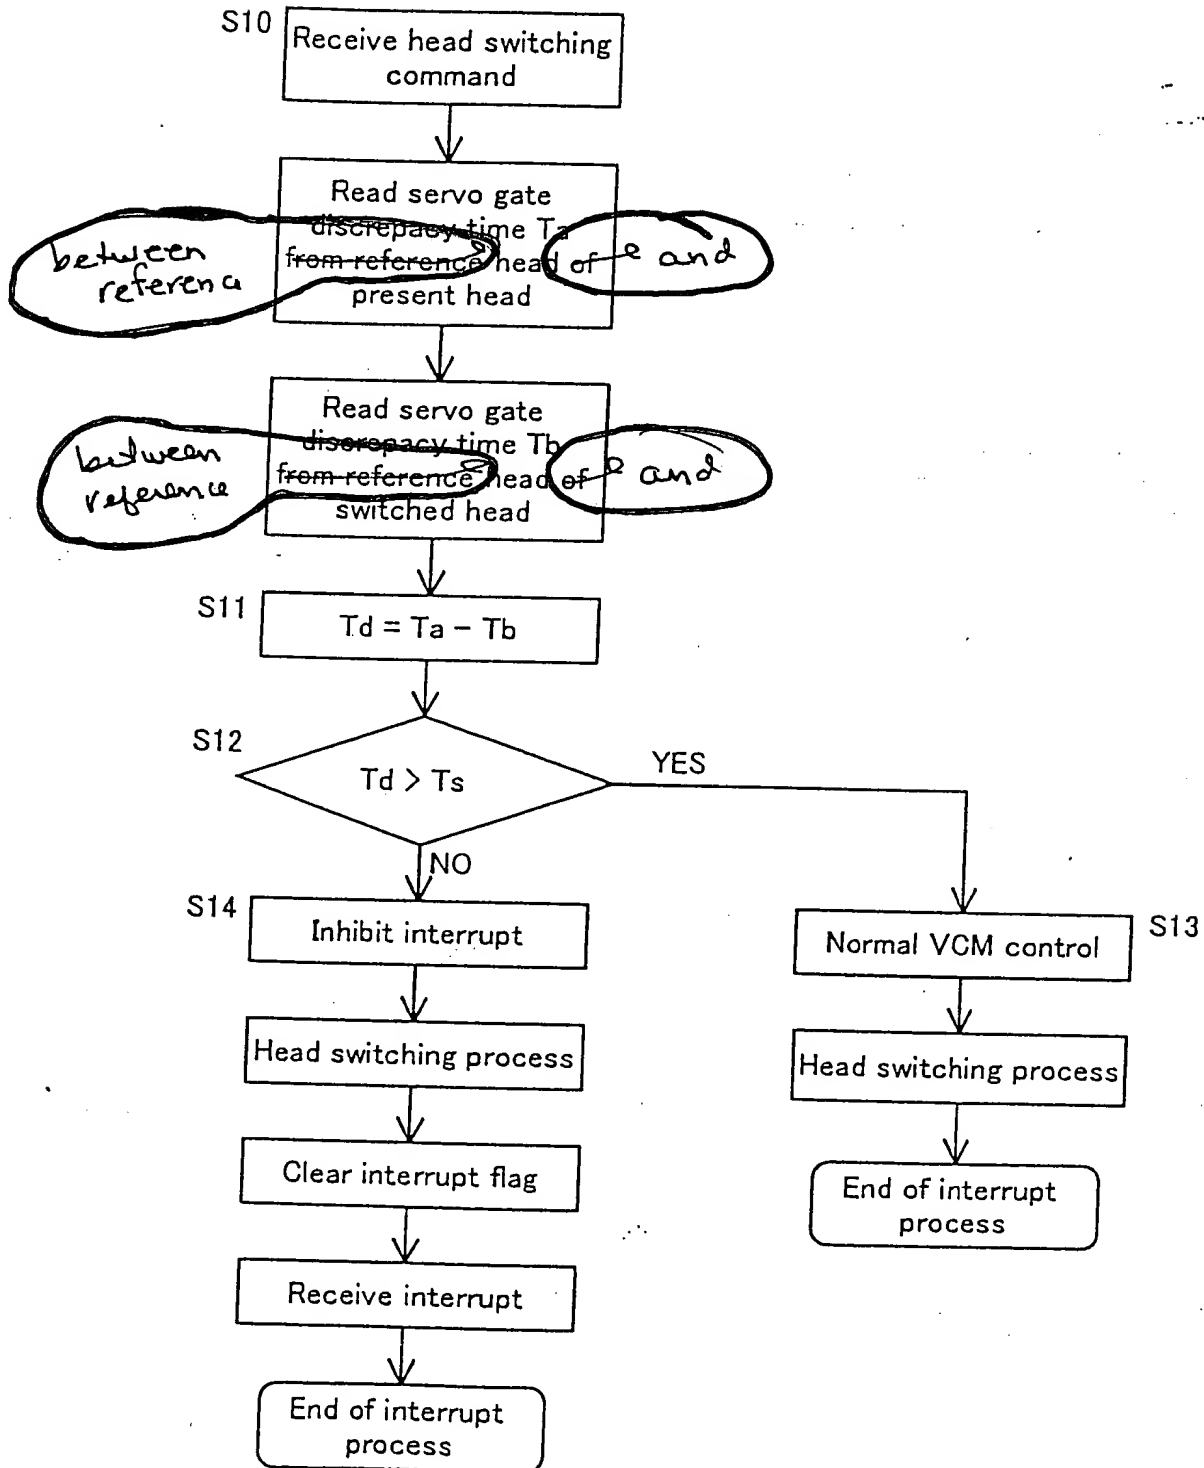 S10
Receive head switching
command
Read servo gate
discrepacy time Ta
from reference head of
present head
between
reference
and
Read servo gate
discrepacy time Tb
from reference head of
switched head
between
reference
and
S11
Td = Ta - Tb
S12
Td > Ts
YES
NO
S14
Inhibit interrupt
S13
Normal VCM control
Head switching process
Head switching process
Clear interrupt flag
End of interrupt
process
Receive interrupt
End of interrupt
process